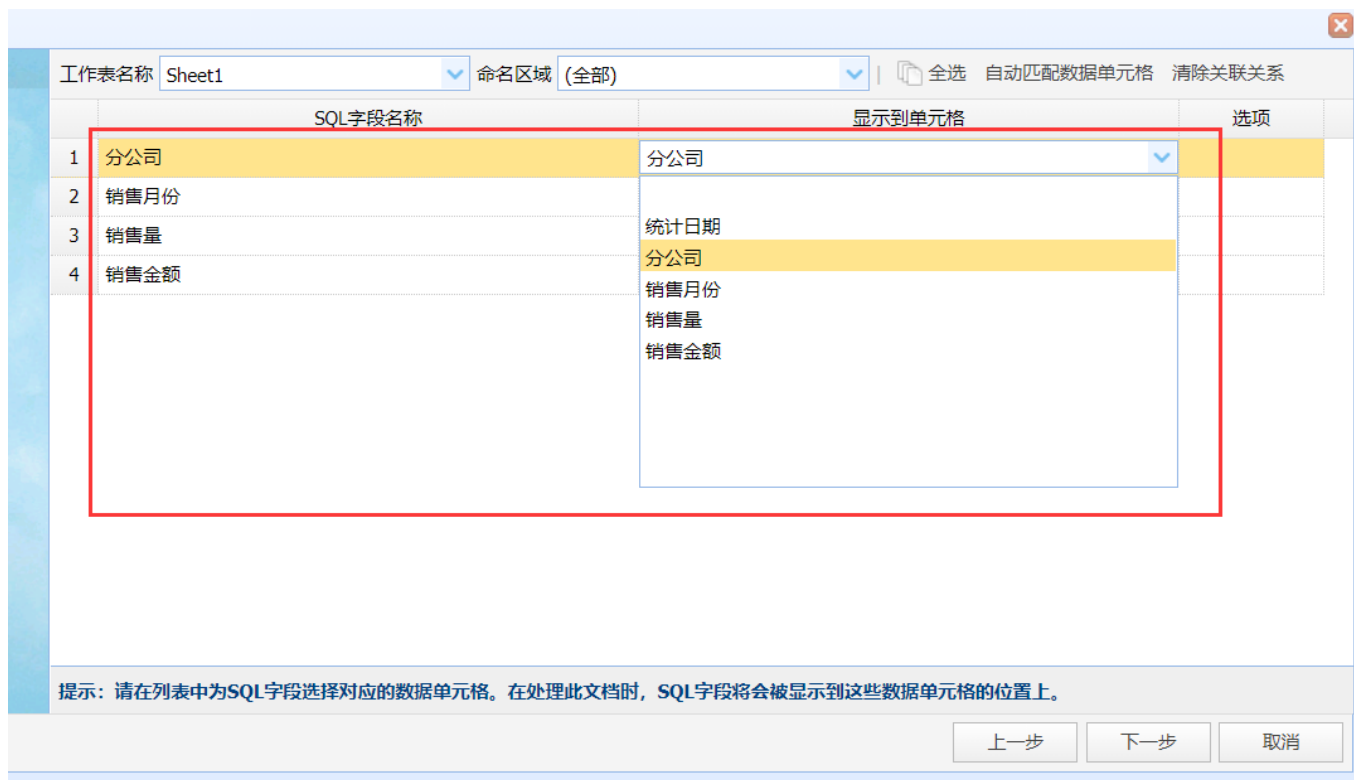 工作表名称 Sheet1 命名区域 (全部) | 全选 自动匹配数据单元格 清除关联关系
SQL字段名称 显示到单元格 选项
1 分公司 分公司
2 销售月份
统计日期
3 销售量
分公司
4 销售金额
销售月份
销售量
销售金额
提示：请在列表中为SQL字段选择对应的数据单元格。在处理此文档时，SQL字段将会被显示到这些数据单元格的位置上。
上一步 下一步 取消